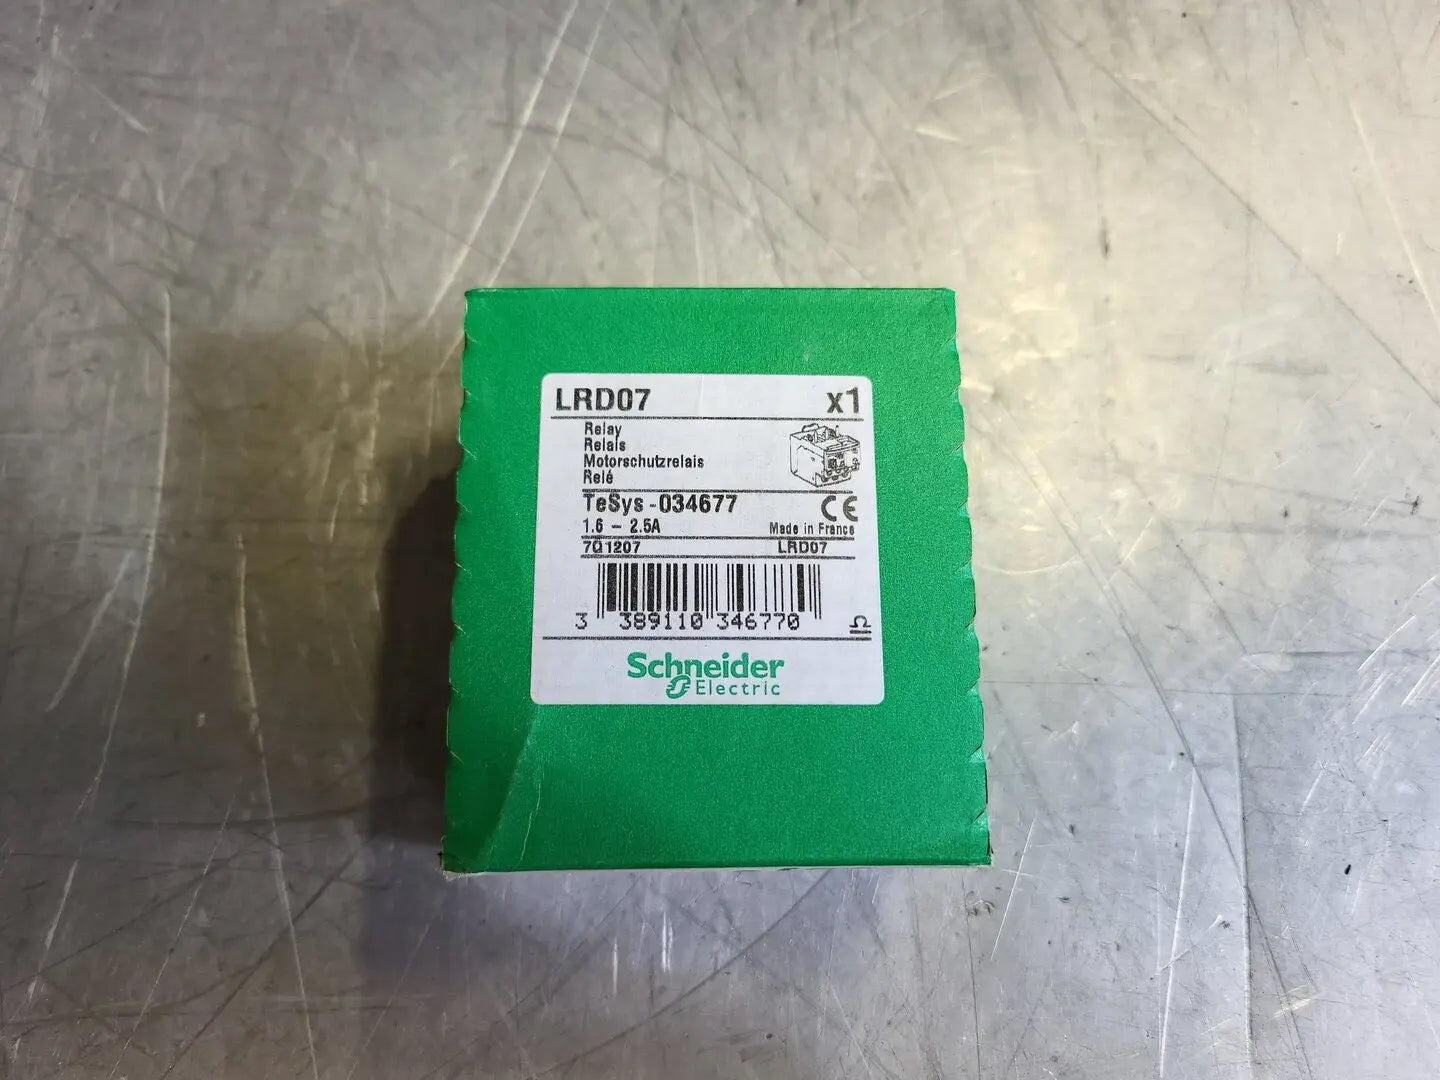 LRD07 x1
Relay
Relais
Motorschutzrelais
Relé
TeSys - 034677 CE
1.6 - 2.5A Made in France
7Q1207 LRD07
3 389110 346770
Schneider
Electric